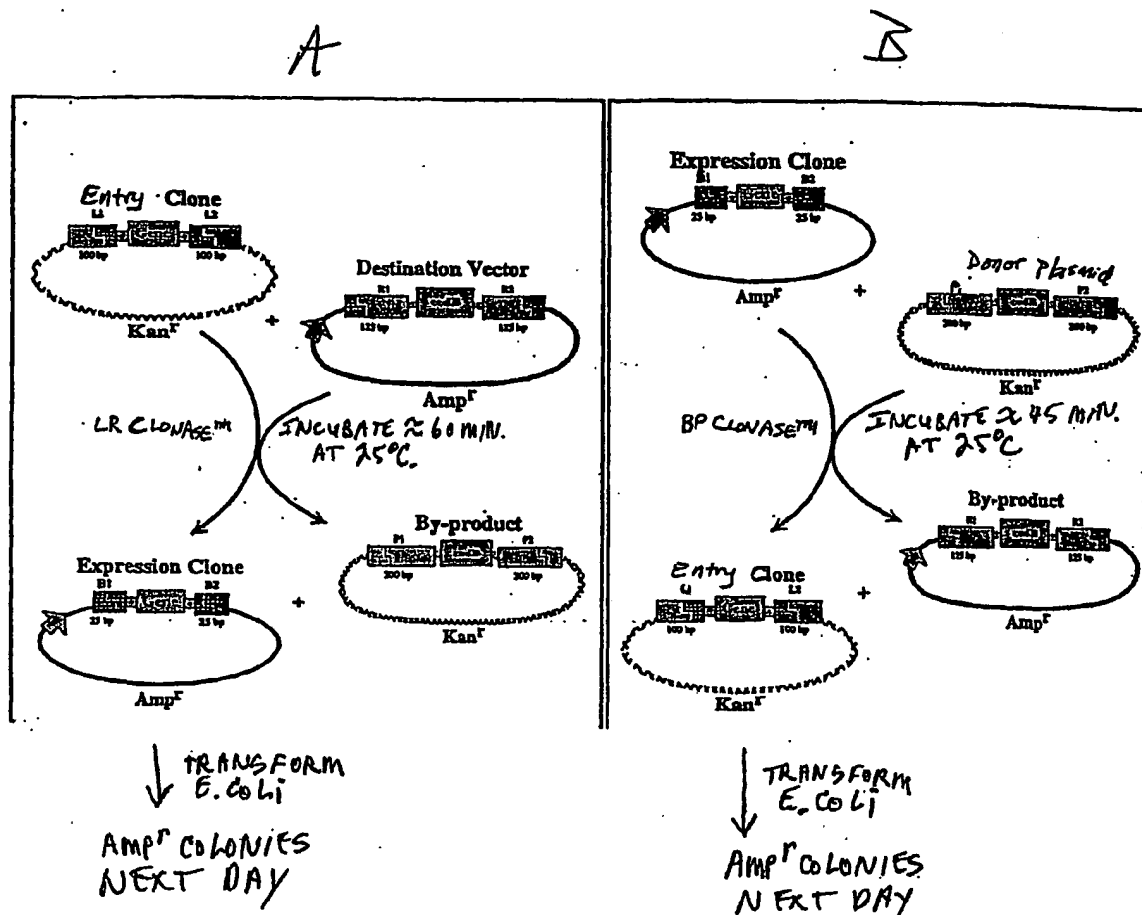 A
Entry Clone
L1
L2
100 bp
100 bp
Kanr
+
Destination Vector
R1
R2
ccdB
125 bp
125 bp
Ampr
LR CLONASE™
INCUBATE ≈ 60 MIN.
AT 25°C.
Expression Clone
B1
B2
25 bp
25 bp
Ampr
+
By-product
P1
P2
200 bp
200 bp
Kanr
TRANSFORM
E. COLi
AMPr COLONIES
NEXT DAY
B
Expression Clone
B1
B2
25 bp
25 bp
Ampr
+
Donor Plasmid
P2
200 bp
200 bp
Kanr
BP CLONASE™
INCUBATE ≈ 45 MIN.
AT 25°C
Entry Clone
L2
100 bp
100 bp
Kanr
+
By-product
125 bp
125 bp
Ampr
TRANSFORM
E. COLi
AMPr COLONIES
NEXT DAY